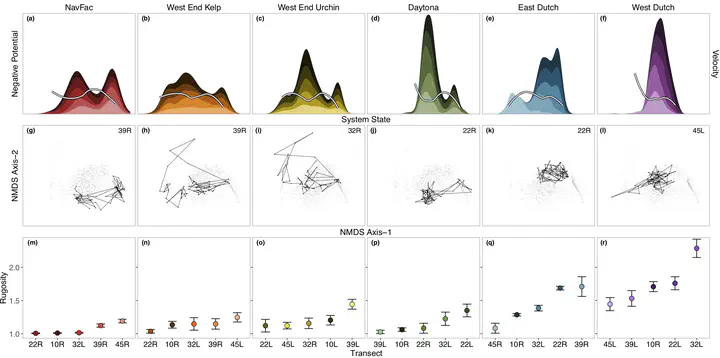 NavFac West End Kelp West End Urchin Daytona East Dutch West Dutch
(a) (b) (c) (d) (e) (f)
Negative Potential
Velocity
System State
(g) 39R (h) 39R (i) 32R (j) 22R (k) 22R (l) 45L
NMDS Axis−2
NMDS Axis−1
(m) (n) (o) (p) (q) (r)
Rugosity
2.0
1.5
1.0
22R 10R 32L 39R 45R 22R 10R 32L 39R 45R 22L 45L 32R 10R 39L 39L 10R 22R 32R 22L 45R 10R 32L 22R 39R 45L 39L 10R 22L 32L
Transect